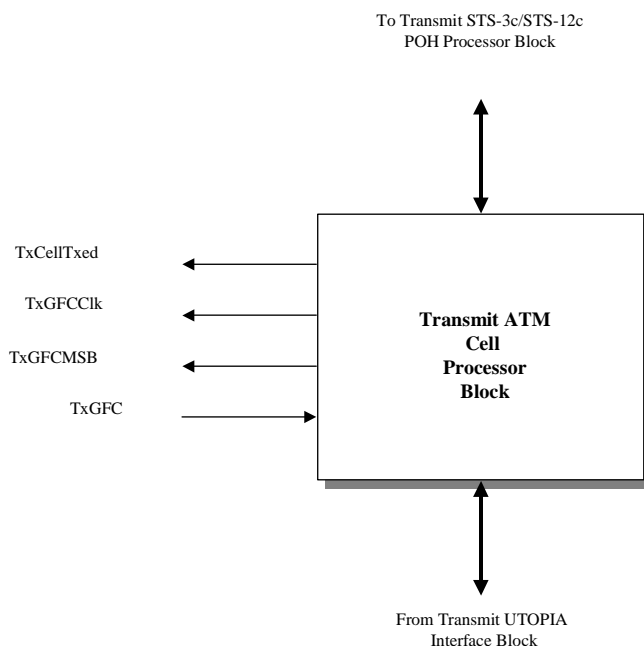 To Transmit STS-3c/STS-12c
POH Processor Block
TxCellTxed
TxGFCClk
TxGFCMSB
TxGFC
Transmit ATM
Cell
Processor
Block
From Transmit UTOPIA
Interface Block